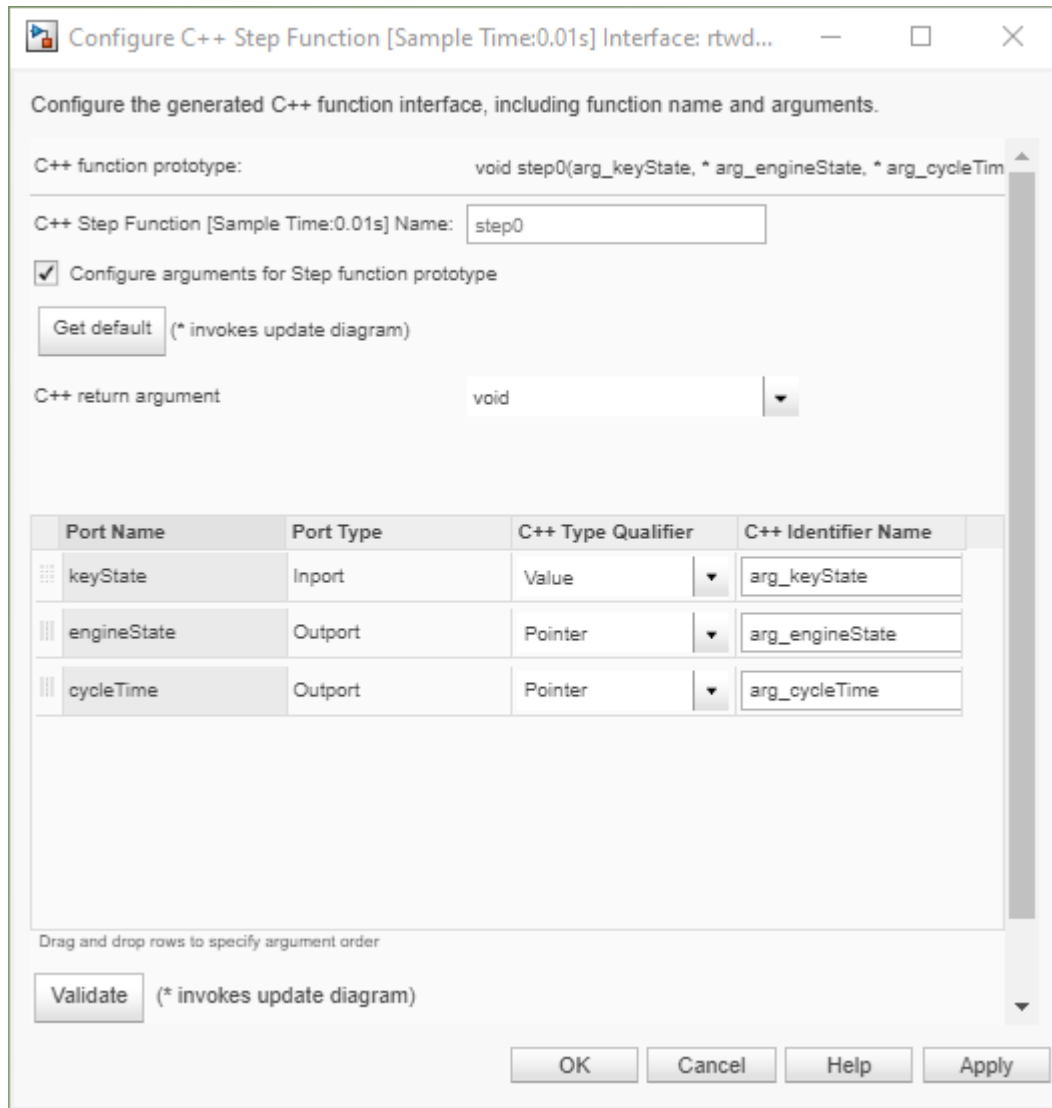 Configure C++ Step Function [Sample Time:0.01s] Interface: rtwd...
Configure the generated C++ function interface, including function name and arguments.
C++ function prototype: void step0(arg_keyState, * arg_engineState, * arg_cycleTim
C++ Step Function [Sample Time:0.01s] Name: step0
Configure arguments for Step function prototype
Get default (* invokes update diagram)
C++ return argument void
Port Name Port Type C++ Type Qualifier C++ Identifier Name
keyState Inport Value arg_keyState
engineState Outport Pointer arg_engineState
cycleTime Outport Pointer arg_cycleTime
Drag and drop rows to specify argument order
Validate (* invokes update diagram)
OK Cancel Help Apply